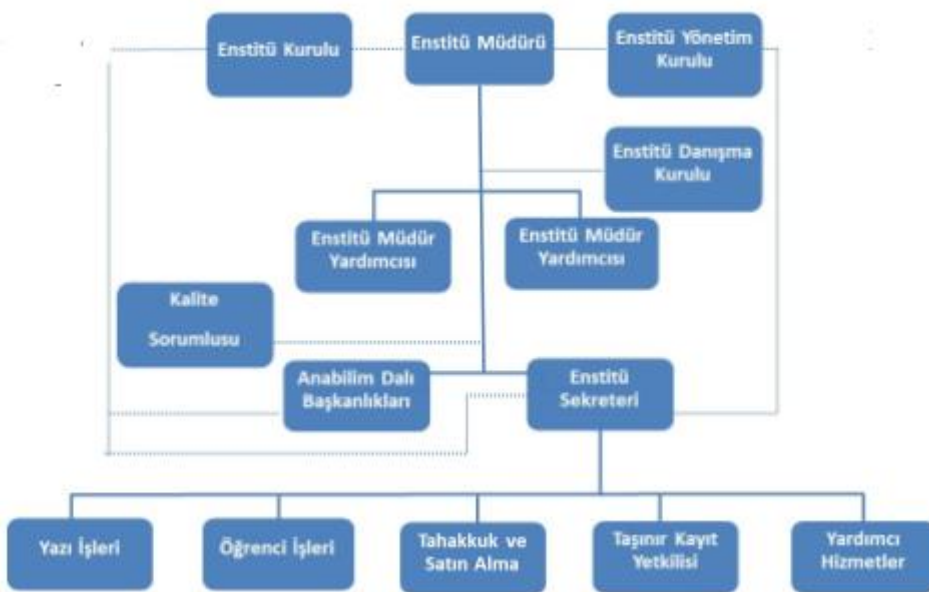 Enstitü Kurulu
Enstitü Müdürü
Enstitü Yönetim
Kurulu
Enstitü Danışma
Kurulu
Enstitü Müdür
Yardımcısı
Enstitü Müdür
Yardımcısı
Kalite
Sorumlusu
Anabilim Dalı
Başkanlıkları
Enstitü
Sekreteri
Yazı İşleri
Öğrenci İşleri
Tahakkuk ve
Satın Alma
Taşınır Kayıt
Yetkilisi
Yardımcı
Hizmetler